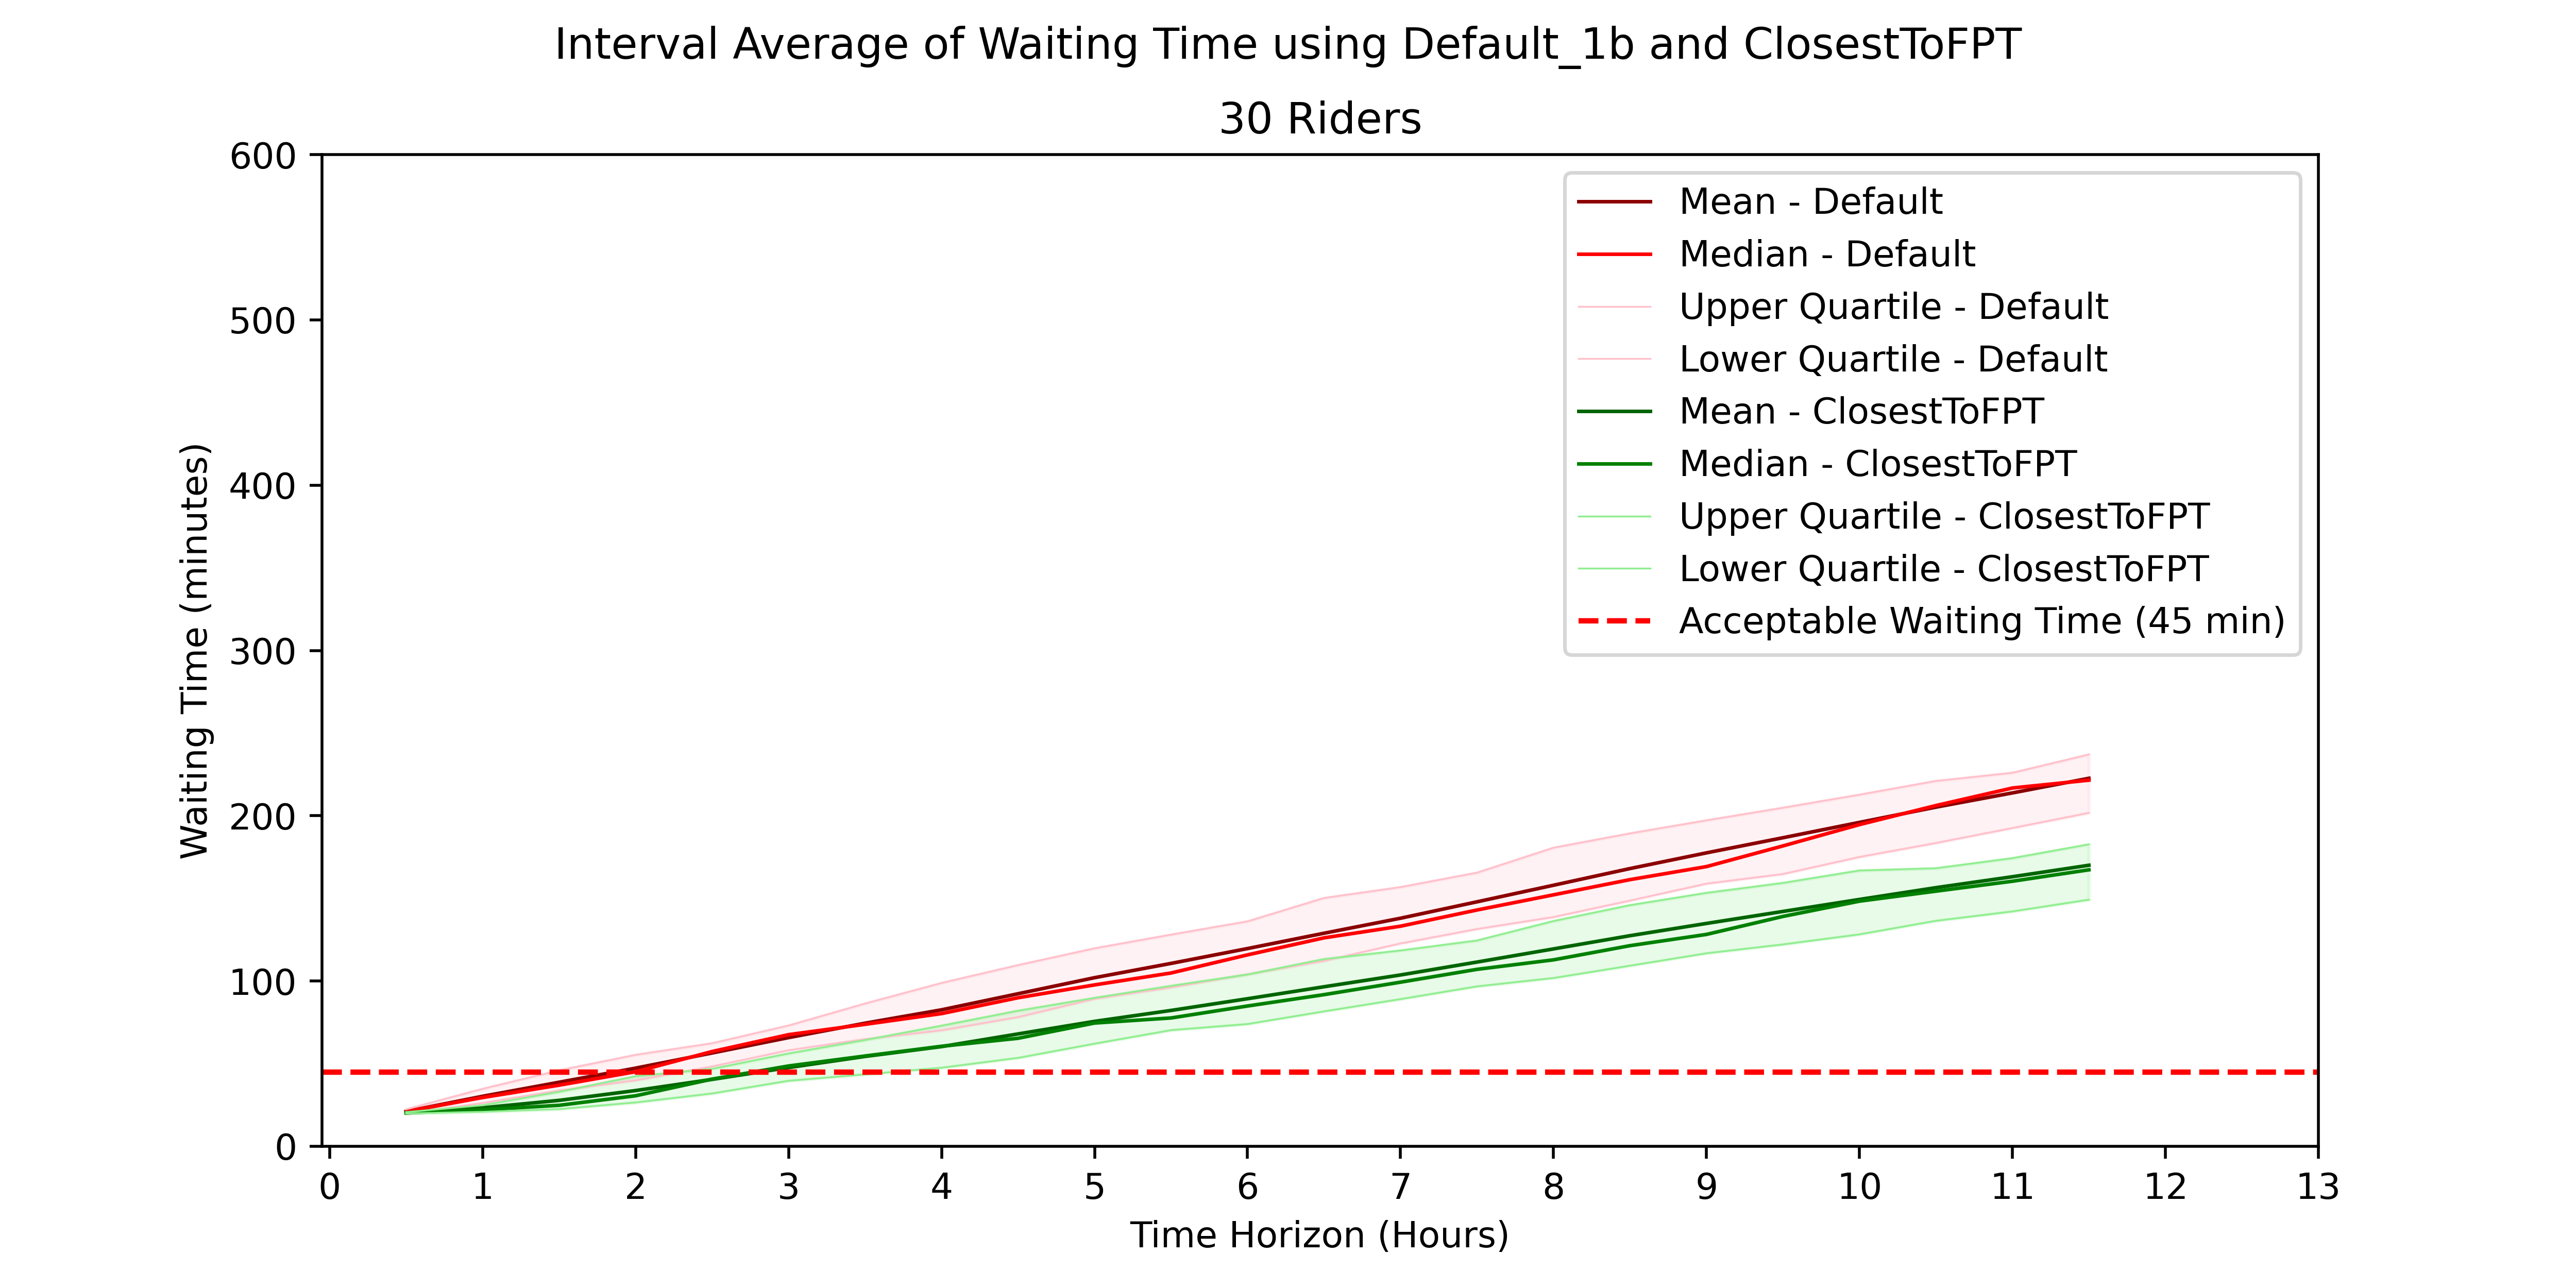 Interval Average of Waiting Time using Default_1b and ClosestToFPT
30 Riders
600
500
400
300
200
100
0
Waiting Time (minutes)
Mean - Default
Median - Default
Upper Quartile - Default
Lower Quartile - Default
Mean - ClosestToFPT
Median - ClosestToFPT
Upper Quartile - ClosestToFPT
Lower Quartile - ClosestToFPT
Acceptable Waiting Time (45 min)
0 1 2 3 4 5 6 7 8 9 10 11 12 13
Time Horizon (Hours)